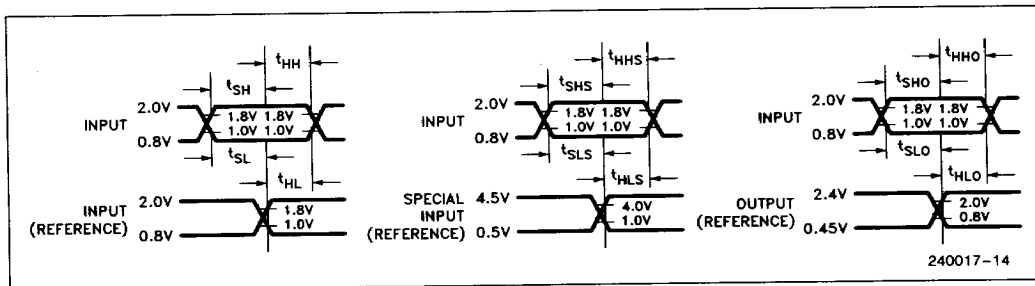 tHH
tSH
2.0V
INPUT
1.8V 1.8V
1.0V 1.0V
0.8V
tSL
tHL
INPUT
(REFERENCE)
2.0V
1.8V
1.0V
0.8V
tHHS
tSHS
2.0V
INPUT
1.8V 1.8V
1.0V 1.0V
0.8V
tSLS
tHLS
SPECIAL
INPUT
(REFERENCE)
4.5V
4.0V
1.0V
0.5V
tHHO
tSHO
2.0V
INPUT
1.8V 1.8V
1.0V 1.0V
0.8V
tSLO
tHLO
OUTPUT
(REFERENCE)
2.4V
2.0V
0.8V
0.45V
240017-14